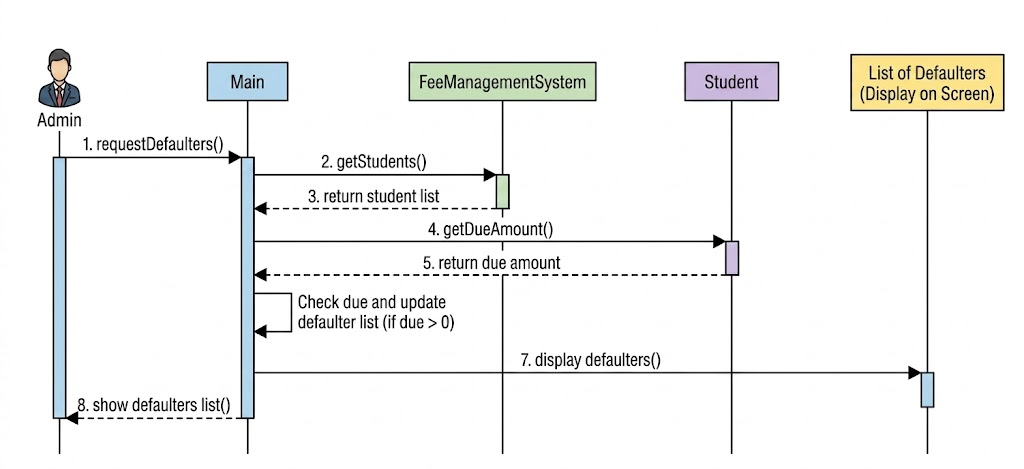 Admin
Main
FeeManagementSystem
Student
List of Defaulters
(Display on Screen)
1. requestDefaulters()
2. getStudents()
3. return student list
4. getDueAmount()
5. return due amount
Check due and update
defaulter list (if due > 0)
7. display defaulters()
8. show defaulters list()